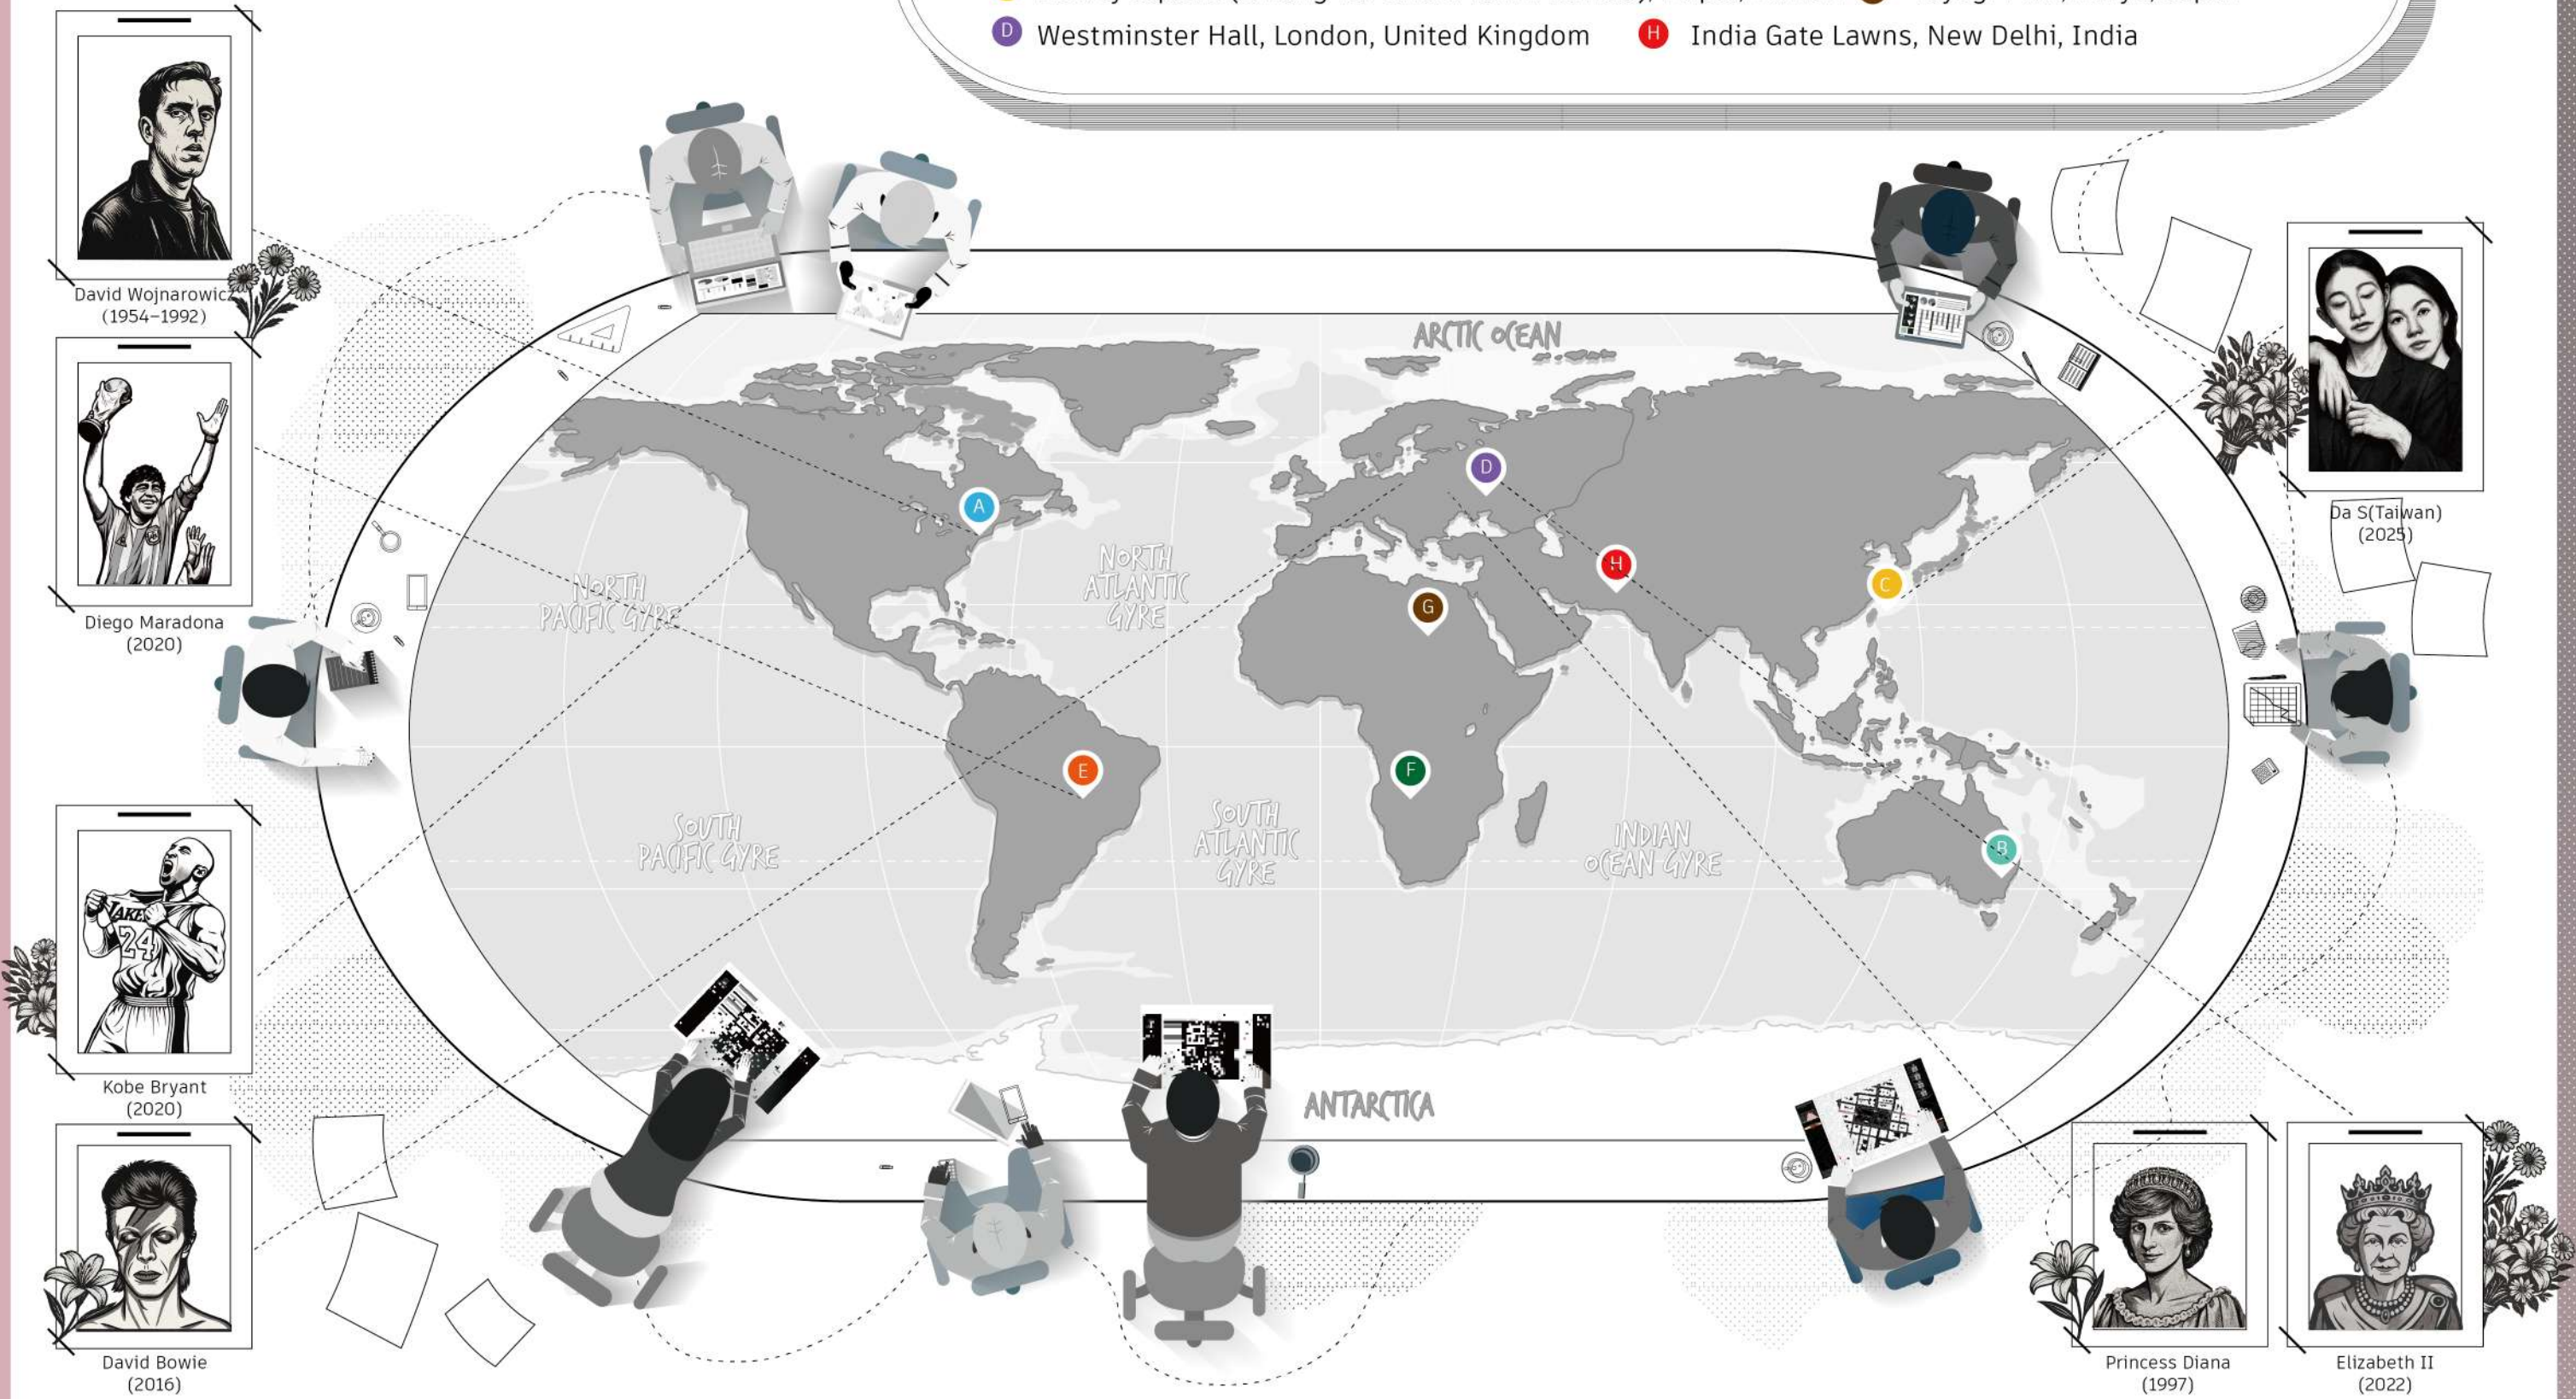 D Westminster Hall, London, United Kingdom
H India Gate Lawns, New Delhi, India
David Wojnarowicz
(1954–1992)
Diego Maradona
(2020)
Kobe Bryant
(2020)
David Bowie
(2016)
ARCTIC OCEAN
NORTH
PACIFIC GYRE
NORTH
ATLANTIC
GYRE
SOUTH
PACIFIC GYRE
SOUTH
ATLANTIC
GYRE
INDIAN
OCEAN GYRE
ANTARCTICA
A
D
H
C
G
E
F
B
24
Da S(Taiwan)
(2025)
Princess Diana
(1997)
Elizabeth II
(2022)